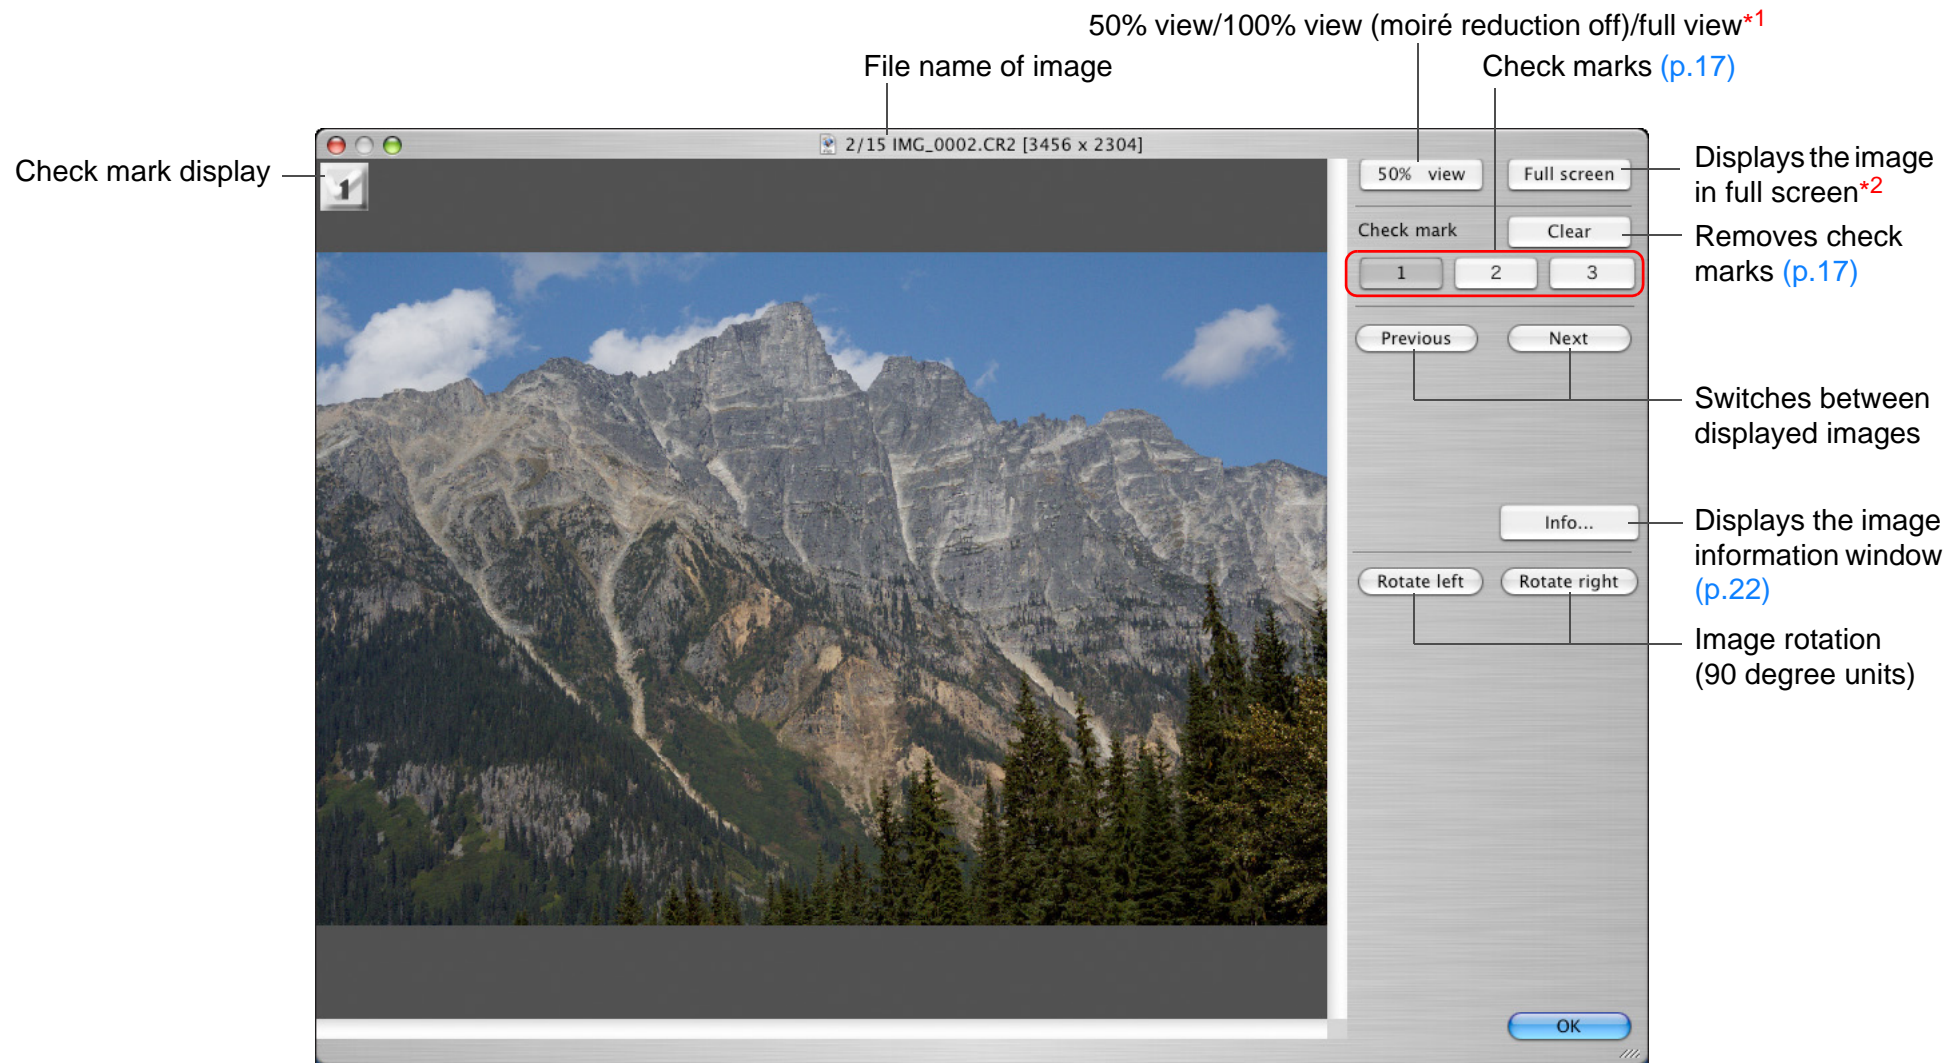 50% view/100% view (moiré reduction off)/full view*1
File name of image
Check marks (p.17)
2/15 IMG_0002.CR2 [3456 x 2304]
Check mark display
1
50% view
Full screen
Displays the image
in full screen*2
Check mark
Clear
Removes check
marks (p.17)
1
2
3
Previous
Next
Switches between
displayed images
Info...
Displays the image
information window
(p.22)
Rotate left
Rotate right
Image rotation
(90 degree units)
OK